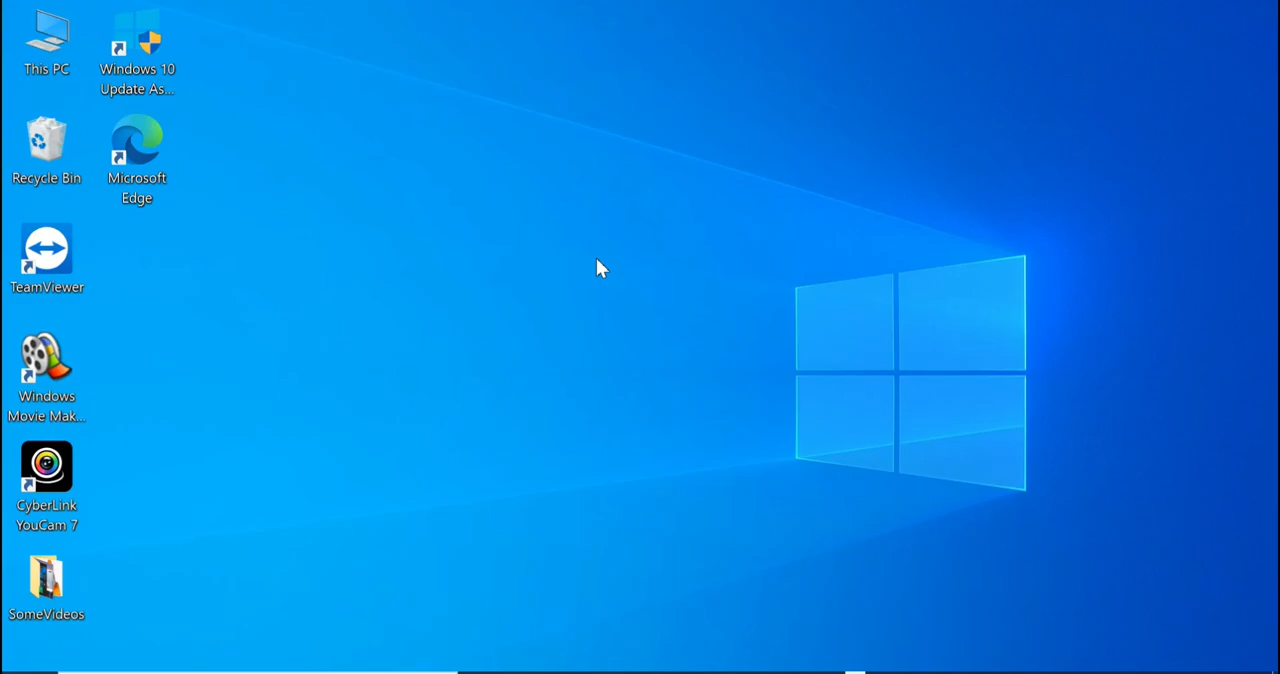 This PC
Windows 10
Update As...
Recycle Bin
Microsoft
Edge
TeamViewer
Windows
Movie Mak...
CyberLink
YouCam 7
SomeVideos